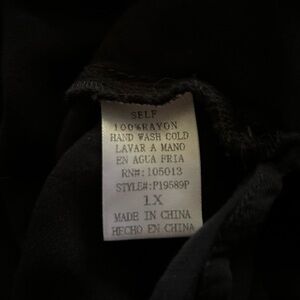 SELF
100%RAYON
HAND WASH COLD
LAVAR A MANO
EN AGUA FRIA
RN#: 105013
STYLE#: P19589P
1X
MADE IN CHINA
HECHO EN CHINA